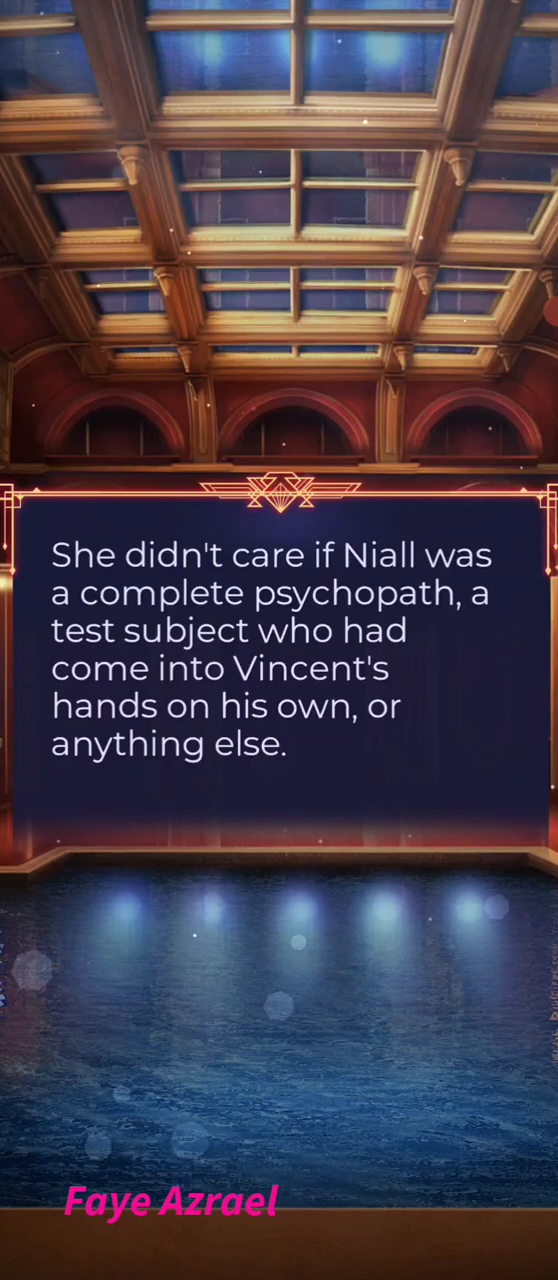 She didn't care if Niall was
a complete psychopath, a
test subject who had
come into Vincent's
hands on his own, or
anything else.
Faye Azrael